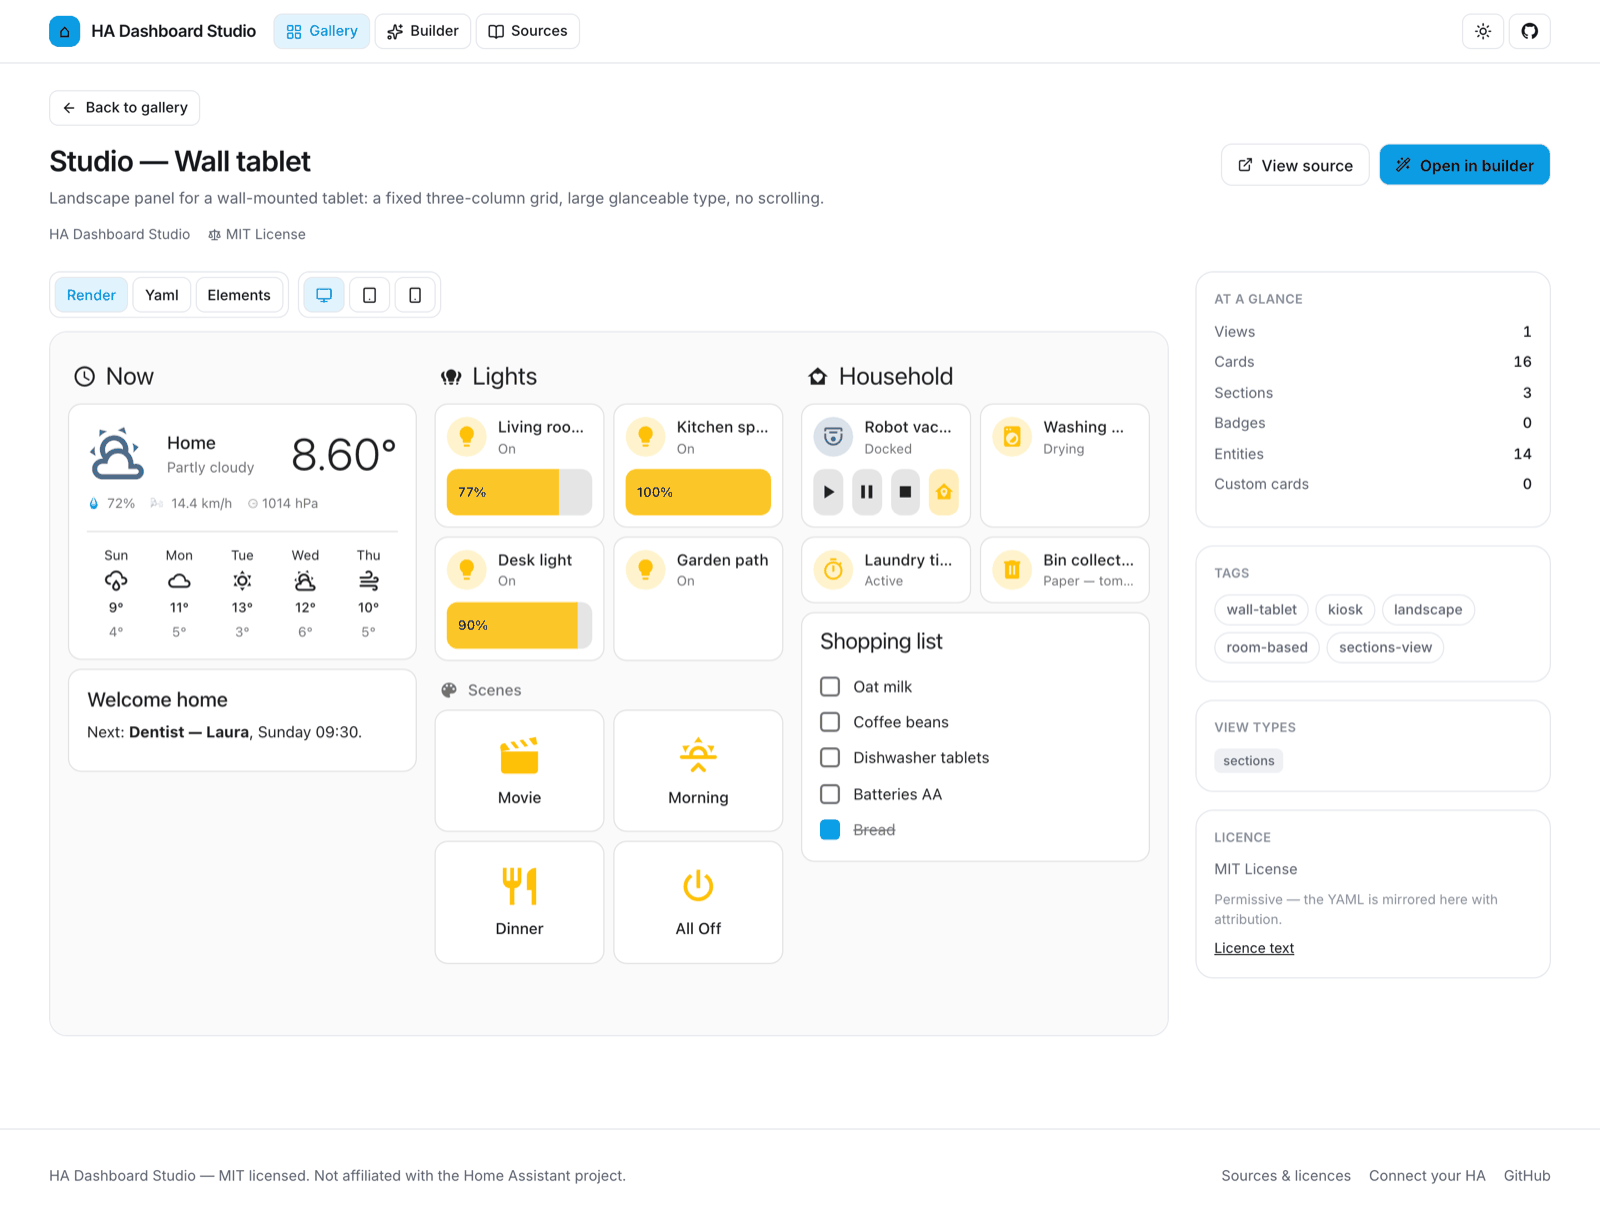 HA Dashboard Studio
Gallery
Builder
Sources
Back to gallery
Studio — Wall tablet
View source
Open in builder
Landscape panel for a wall-mounted tablet: a fixed three-column grid, large glanceable type, no scrolling.
HA Dashboard Studio
MIT License
Render
Yaml
Elements
Now
Home
Partly cloudy
8.60°
72%
14.4 km/h
1014 hPa
Sun Mon Tue Wed Thu
9° 11° 13° 12° 10°
4° 5° 3° 6° 5°
Welcome home
Next: Dentist — Laura, Sunday 09:30.
Lights
Living roo...
On
77%
Kitchen sp...
On
100%
Desk light
On
90%
Garden path
On
Scenes
Movie
Morning
Dinner
All Off
Household
Robot vac...
Docked
Washing ...
Drying
Laundry ti...
Active
Bin collect...
Paper — tom...
Shopping list
Oat milk
Coffee beans
Dishwasher tablets
Batteries AA
Bread
AT A GLANCE
Views 1
Cards 16
Sections 3
Badges 0
Entities 14
Custom cards 0
TAGS
wall-tablet
kiosk
landscape
room-based
sections-view
VIEW TYPES
sections
LICENCE
MIT License
Permissive — the YAML is mirrored here with
attribution.
Licence text
HA Dashboard Studio — MIT licensed. Not affiliated with the Home Assistant project.
Sources & licences
Connect your HA
GitHub